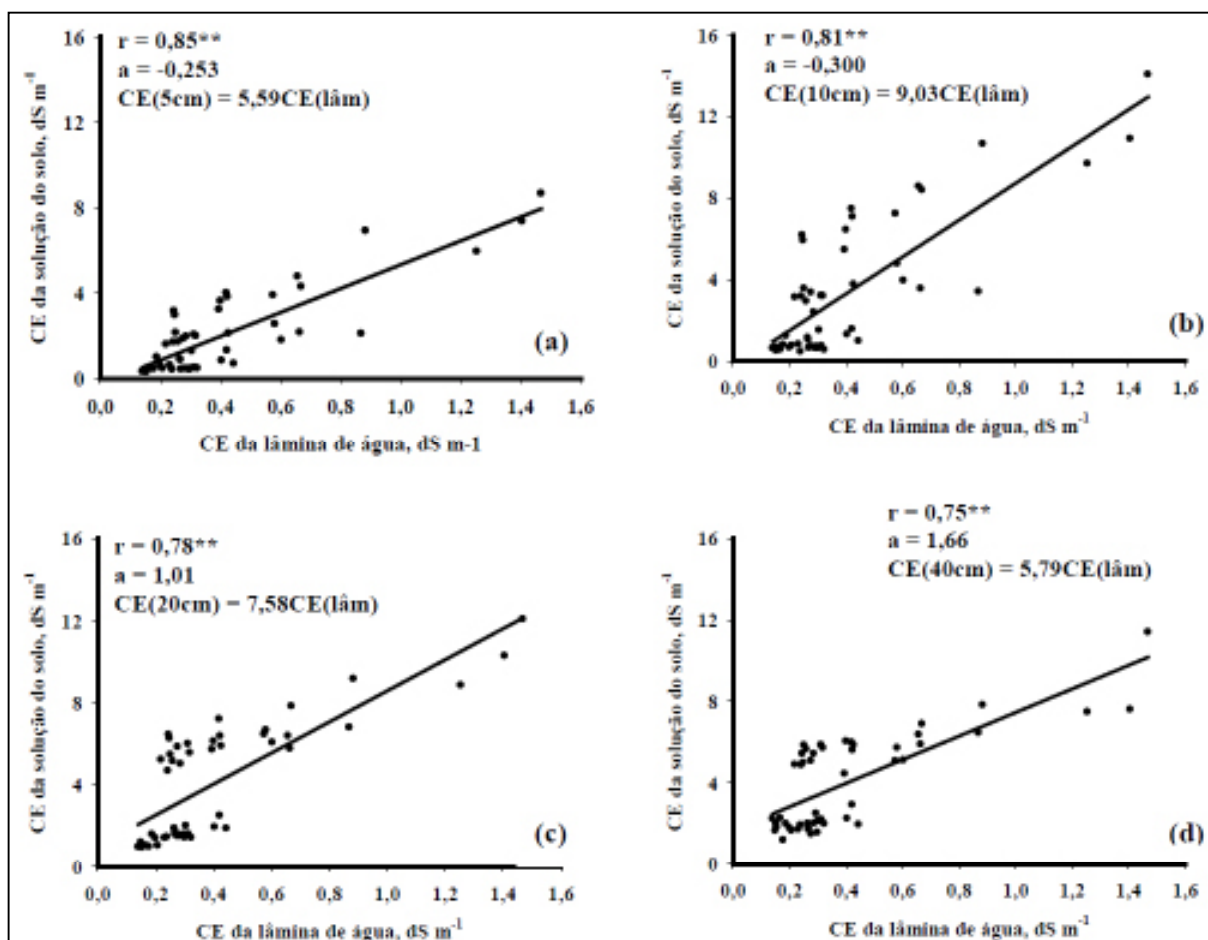 16
12
8
4
0
CE da solução do solo, dS m-1
r = 0,85**
a = -0,253
CE(5cm) = 5,59CE(lâm)
(a)
0,0 0,2 0,4 0,6 0,8 1,0 1,2 1,4 1,6
CE da lâmina de água, dS m-1
16
12
8
4
0
CE da solução do solo, dS m-1
r = 0,81**
a = -0,300
CE(10cm) = 9,03CE(lâm)
(b)
0,0 0,2 0,4 0,6 0,8 1,0 1,2 1,4 1,6
CE da lâmina de água, dS m-1
16
12
8
4
0
CE da solução do solo, dS m-1
r = 0,78**
a = 1,01
CE(20cm) = 7,58CE(lâm)
(c)
0,0 0,2 0,4 0,6 0,8 1,0 1,2 1,4 1,6
CE da lâmina de água, dS m-1
16
12
8
4
0
CE da solução do solo, dS m-1
r = 0,75**
a = 1,66
CE(40cm) = 5,79CE(lâm)
(d)
0,0 0,2 0,4 0,6 0,8 1,0 1,2 1,4 1,6
CE da lâmina de água, dS m-1